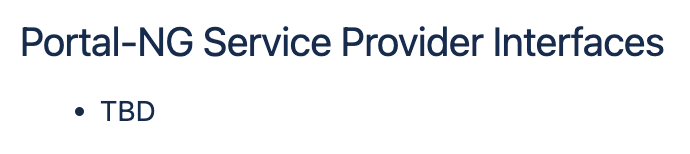 Portal-NG Service Provider Interfaces
• TBD